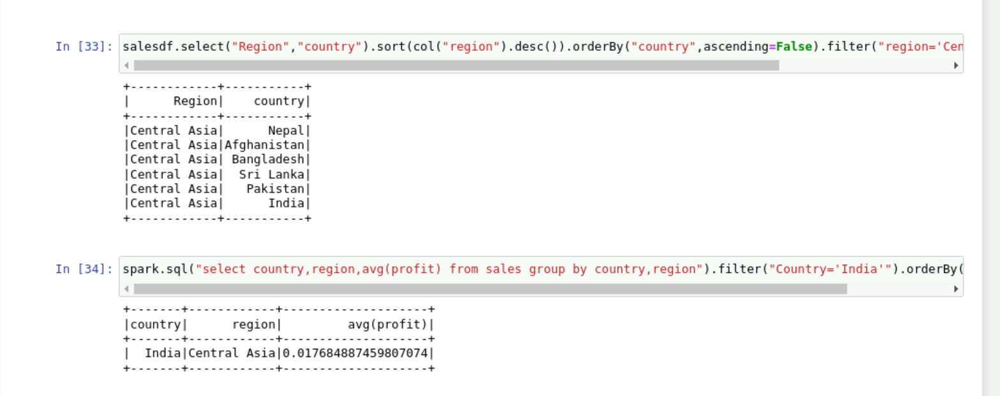 In [33]: salesdf.select("Region","country").sort(col("region").desc()).orderBy("country",ascending=False).filter("region='Cen
+------------+-----------+
|      Region|    country|
+------------+-----------+
|Central Asia|      Nepal|
|Central Asia|Afghanistan|
|Central Asia| Bangladesh|
|Central Asia|  Sri Lanka|
|Central Asia|   Pakistan|
|Central Asia|      India|
+------------+-----------+
In [34]: spark.sql("select country,region,avg(profit) from sales group by country,region").filter("Country='India'").orderBy(
+-------+------------+--------------------+
|country|      region|         avg(profit)|
+-------+------------+--------------------+
|  India|Central Asia|0.017684887459807074|
+-------+------------+--------------------+